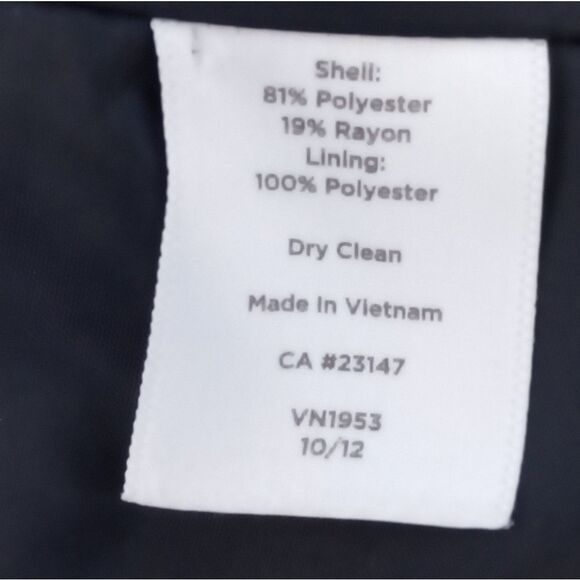 Shell:
81% Polyester
19% Rayon
Lining:
100% Polyester
Dry Clean
Made In Vietnam
CA #23147
VN1953
10/12